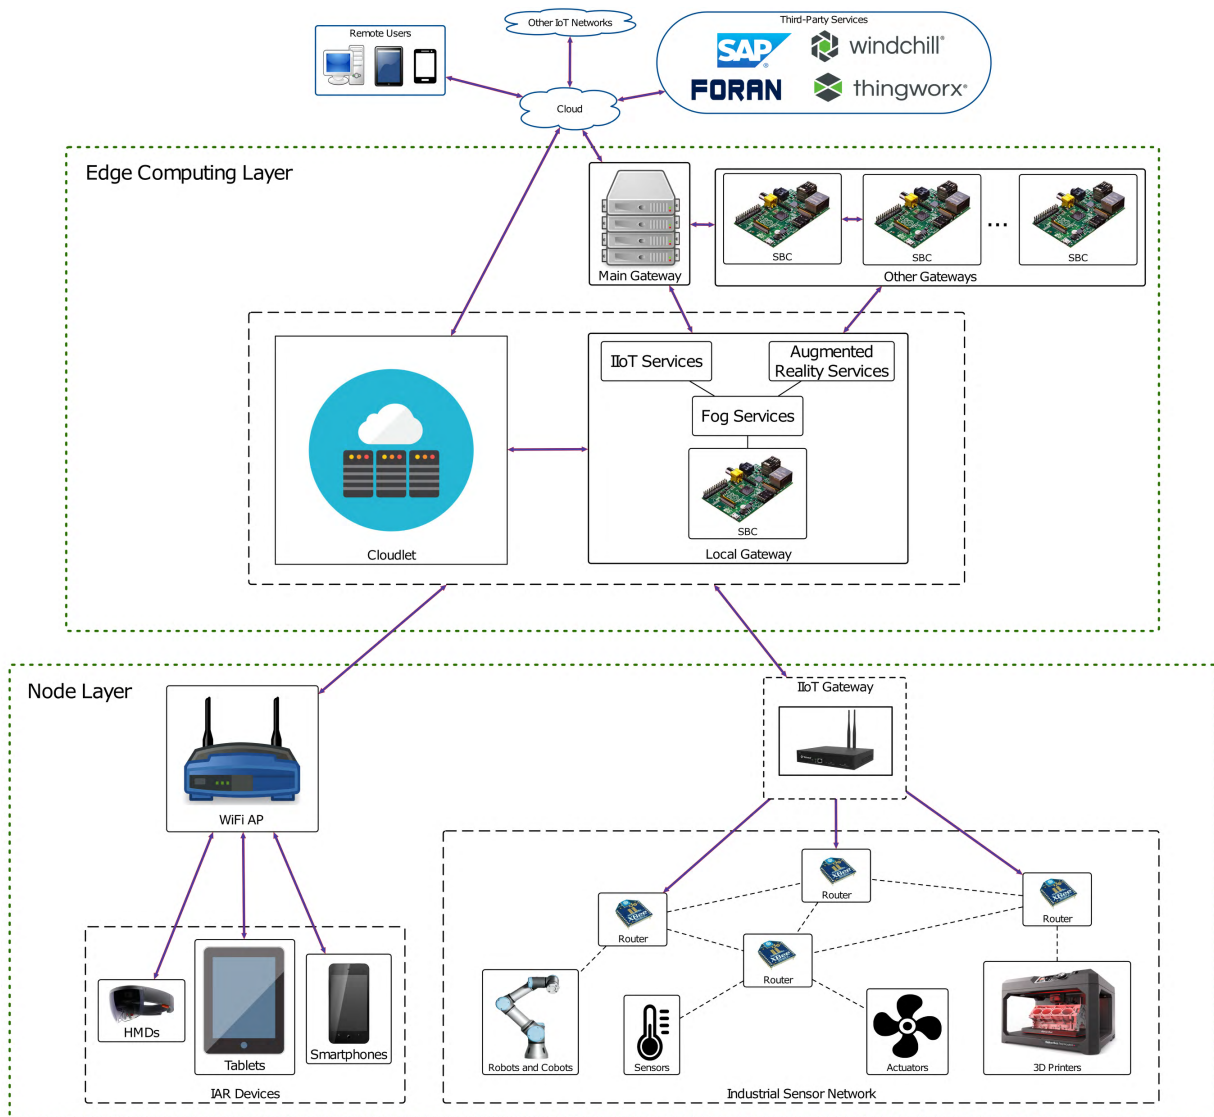 Remote Users
Other IoT Networks
Third-Party Services
SAP
windchill
FORAN
thingworx
Cloud
Edge Computing Layer
Main Gateway
SBC
SBC
...
SBC
Other Gateways
IIoT Services
Augmented
Reality Services
Fog Services
SBC
Local Gateway
Cloudlet
Node Layer
WiFi AP
IIoT Gateway
Router
Router
Router
Router
HMDs
Tablets
Smartphones
IAR Devices
Robots and Cobots
Sensors
Actuators
3D Printers
Industrial Sensor Network